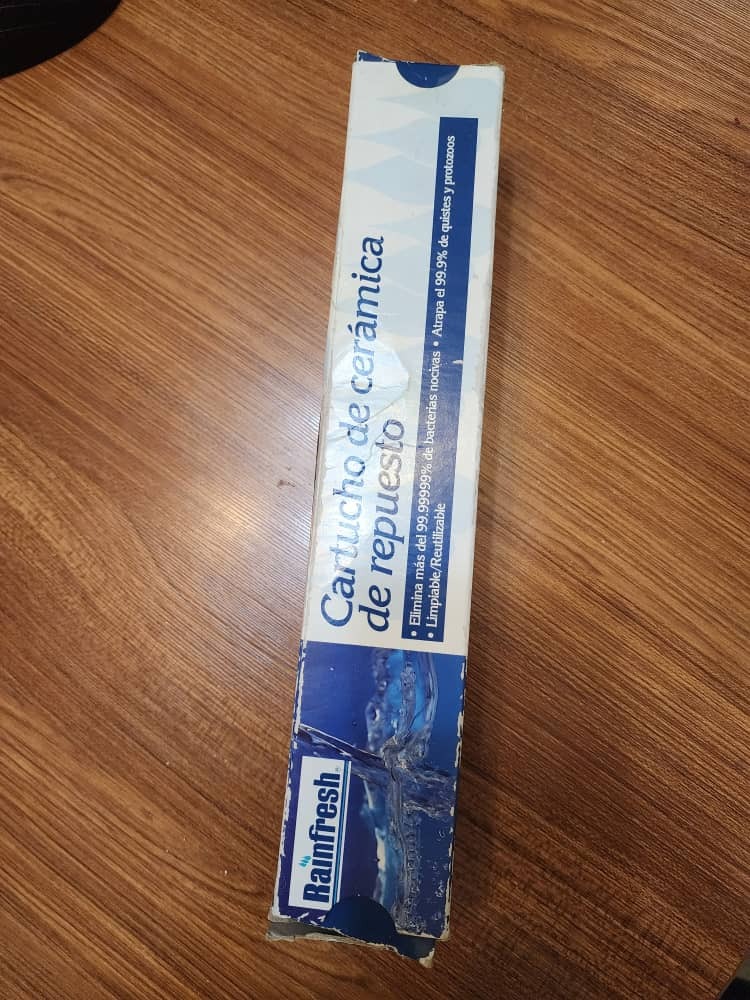 Rainfresh®
Cartucho de cerámica
de repuesto
• Elimina más del 99.99999% de bacterias nocivas • Atrapa el 99.9% de quistes y protozoos
• Limpiable/Reutilizable